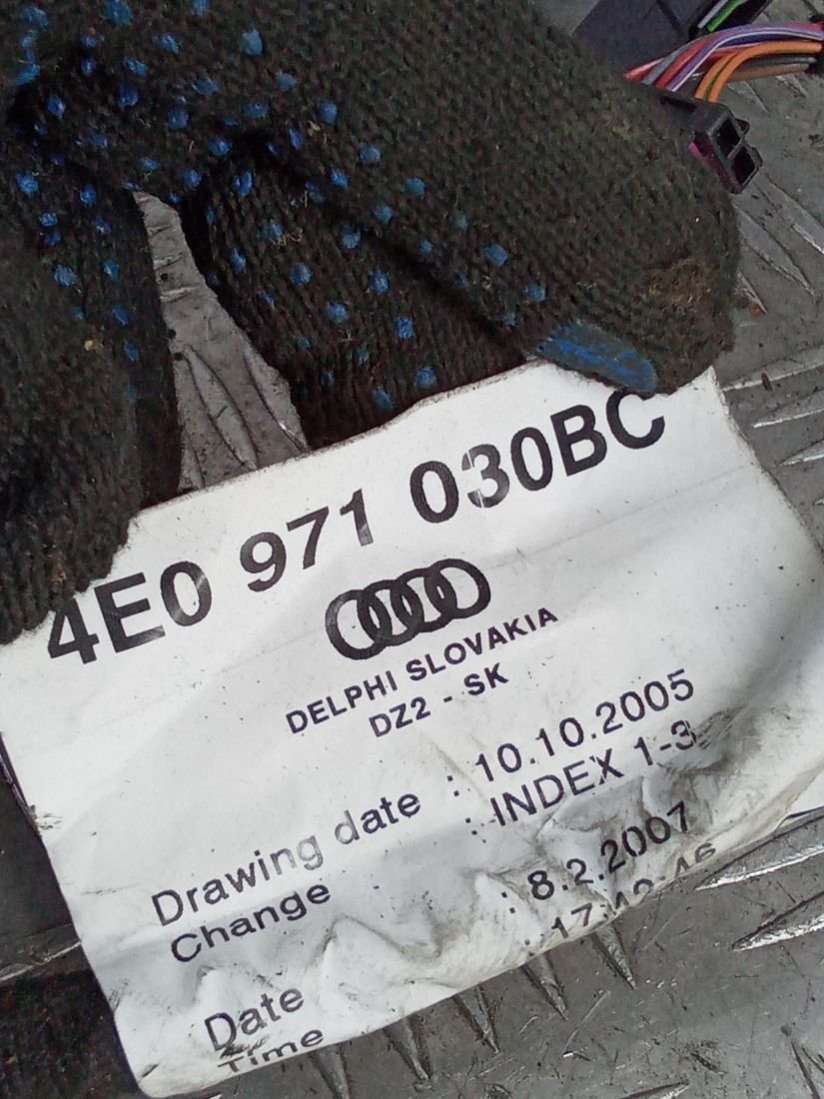 4E0 971 030BC
DELPHI SLOVAKIA
DZ2 - SK
Drawing date : 10.10.2005
Change : INDEX 1-3
Date : 8.2.2007
Time :